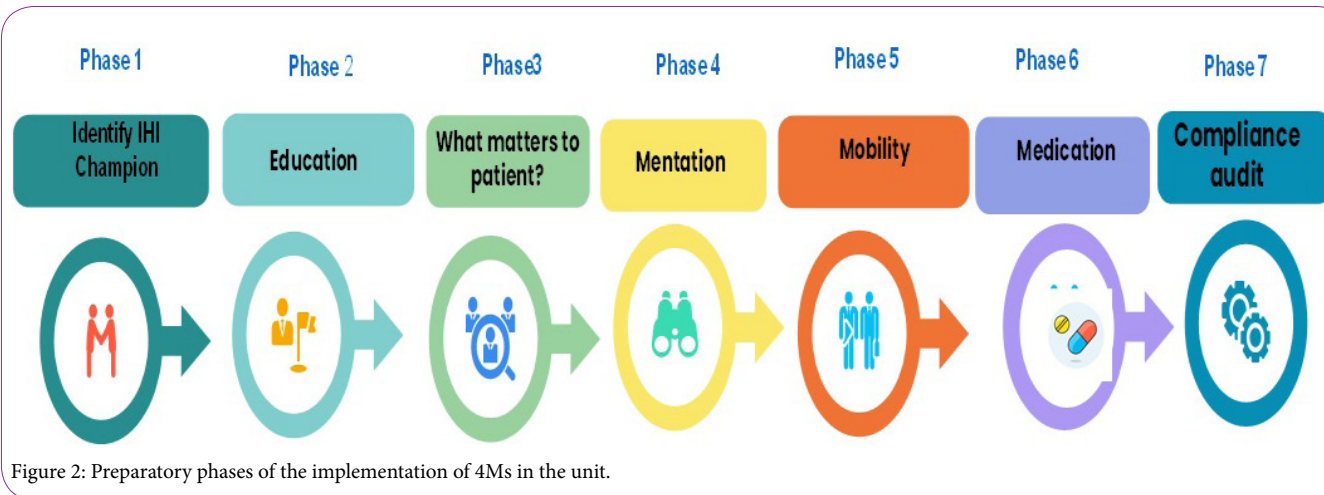 Phase 1 Phase 2 Phase3 Phase 4 Phase 5 Phase 6 Phase 7
Identify IHI
Champion
Education
What matters to
patient?
Mentation
Mobility
Medication
Compliance
audit
Figure 2: Preparatory phases of the implementation of 4Ms in the unit.